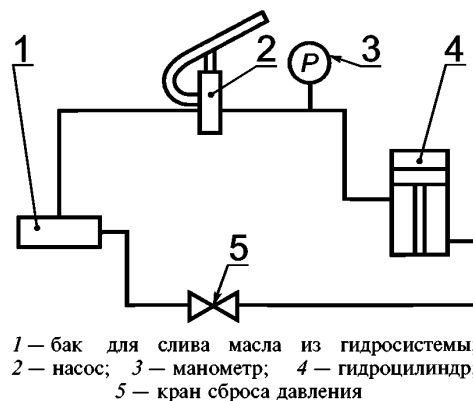 1
2
3
4
P
5
1 — бак для слива масла из гидросистемы;
2 — насос; 3 — манометр; 4 — гидроцилиндр;
5 — кран сброса давления